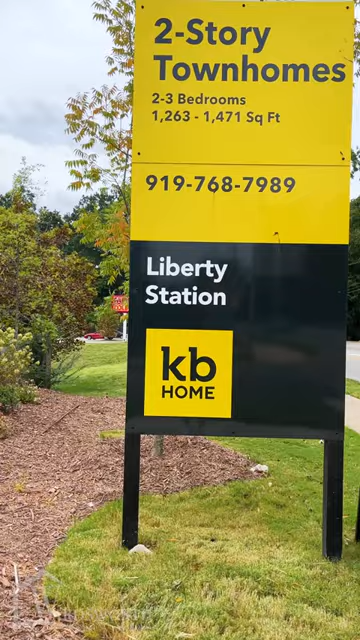 2-Story
Townhomes
2-3 Bedrooms
1,263 - 1,471 Sq Ft
919-768-7989
Liberty
Station
kb
HOME